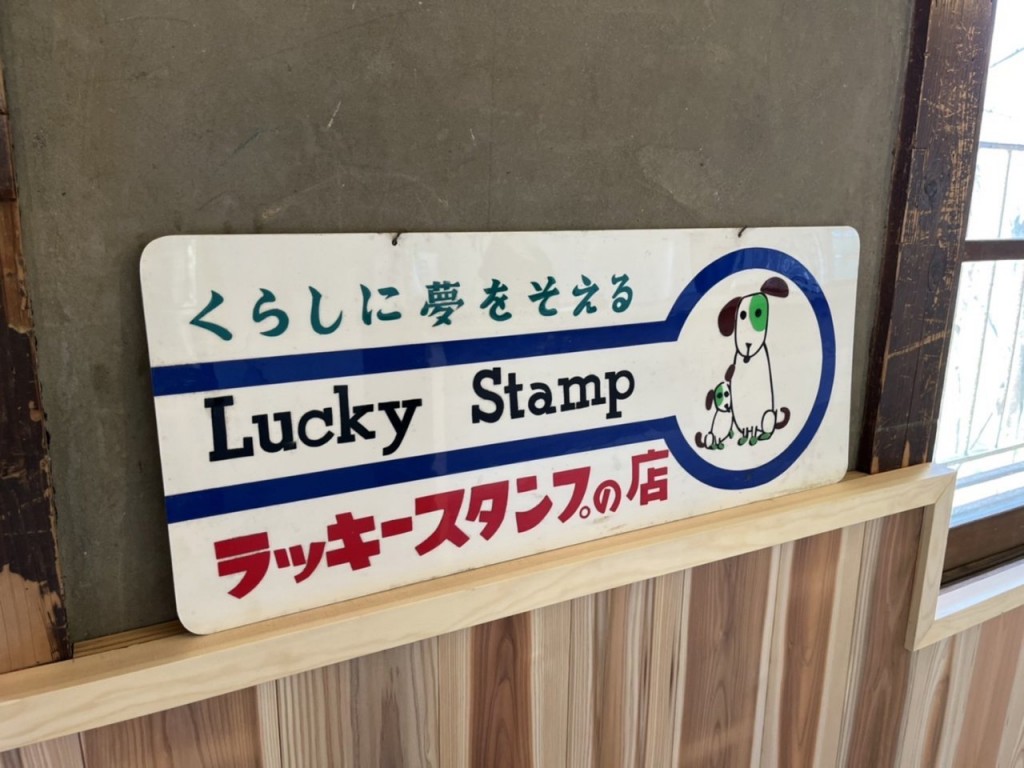 くらしに夢をそえる
Lucky Stamp
ラッキースタンプの店